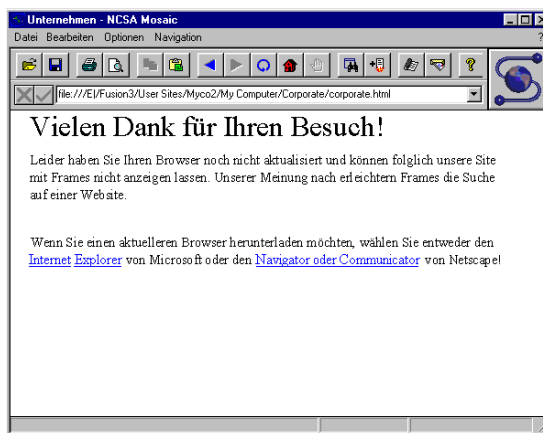 Unternehmen - NCSA Mosaic
Datei Bearbeiten Optionen Navigation ?
file:///E|/Fusion3/User Sites/Myco2/My Computer/Corporate/corporate.html
Vielen Dank für Ihren Besuch!
Leider haben Sie Ihren Browser noch nicht aktualisiert und können folglich unsere Site
mit Frames nicht anzeigen lassen. Unserer Meinung nach erleichtern Frames die Suche
auf einer Website.
Wenn Sie einen aktuelleren Browser herunterladen möchten, wählen Sie entweder den
Internet Explorer von Microsoft oder den Navigator oder Communicator von Netscape!